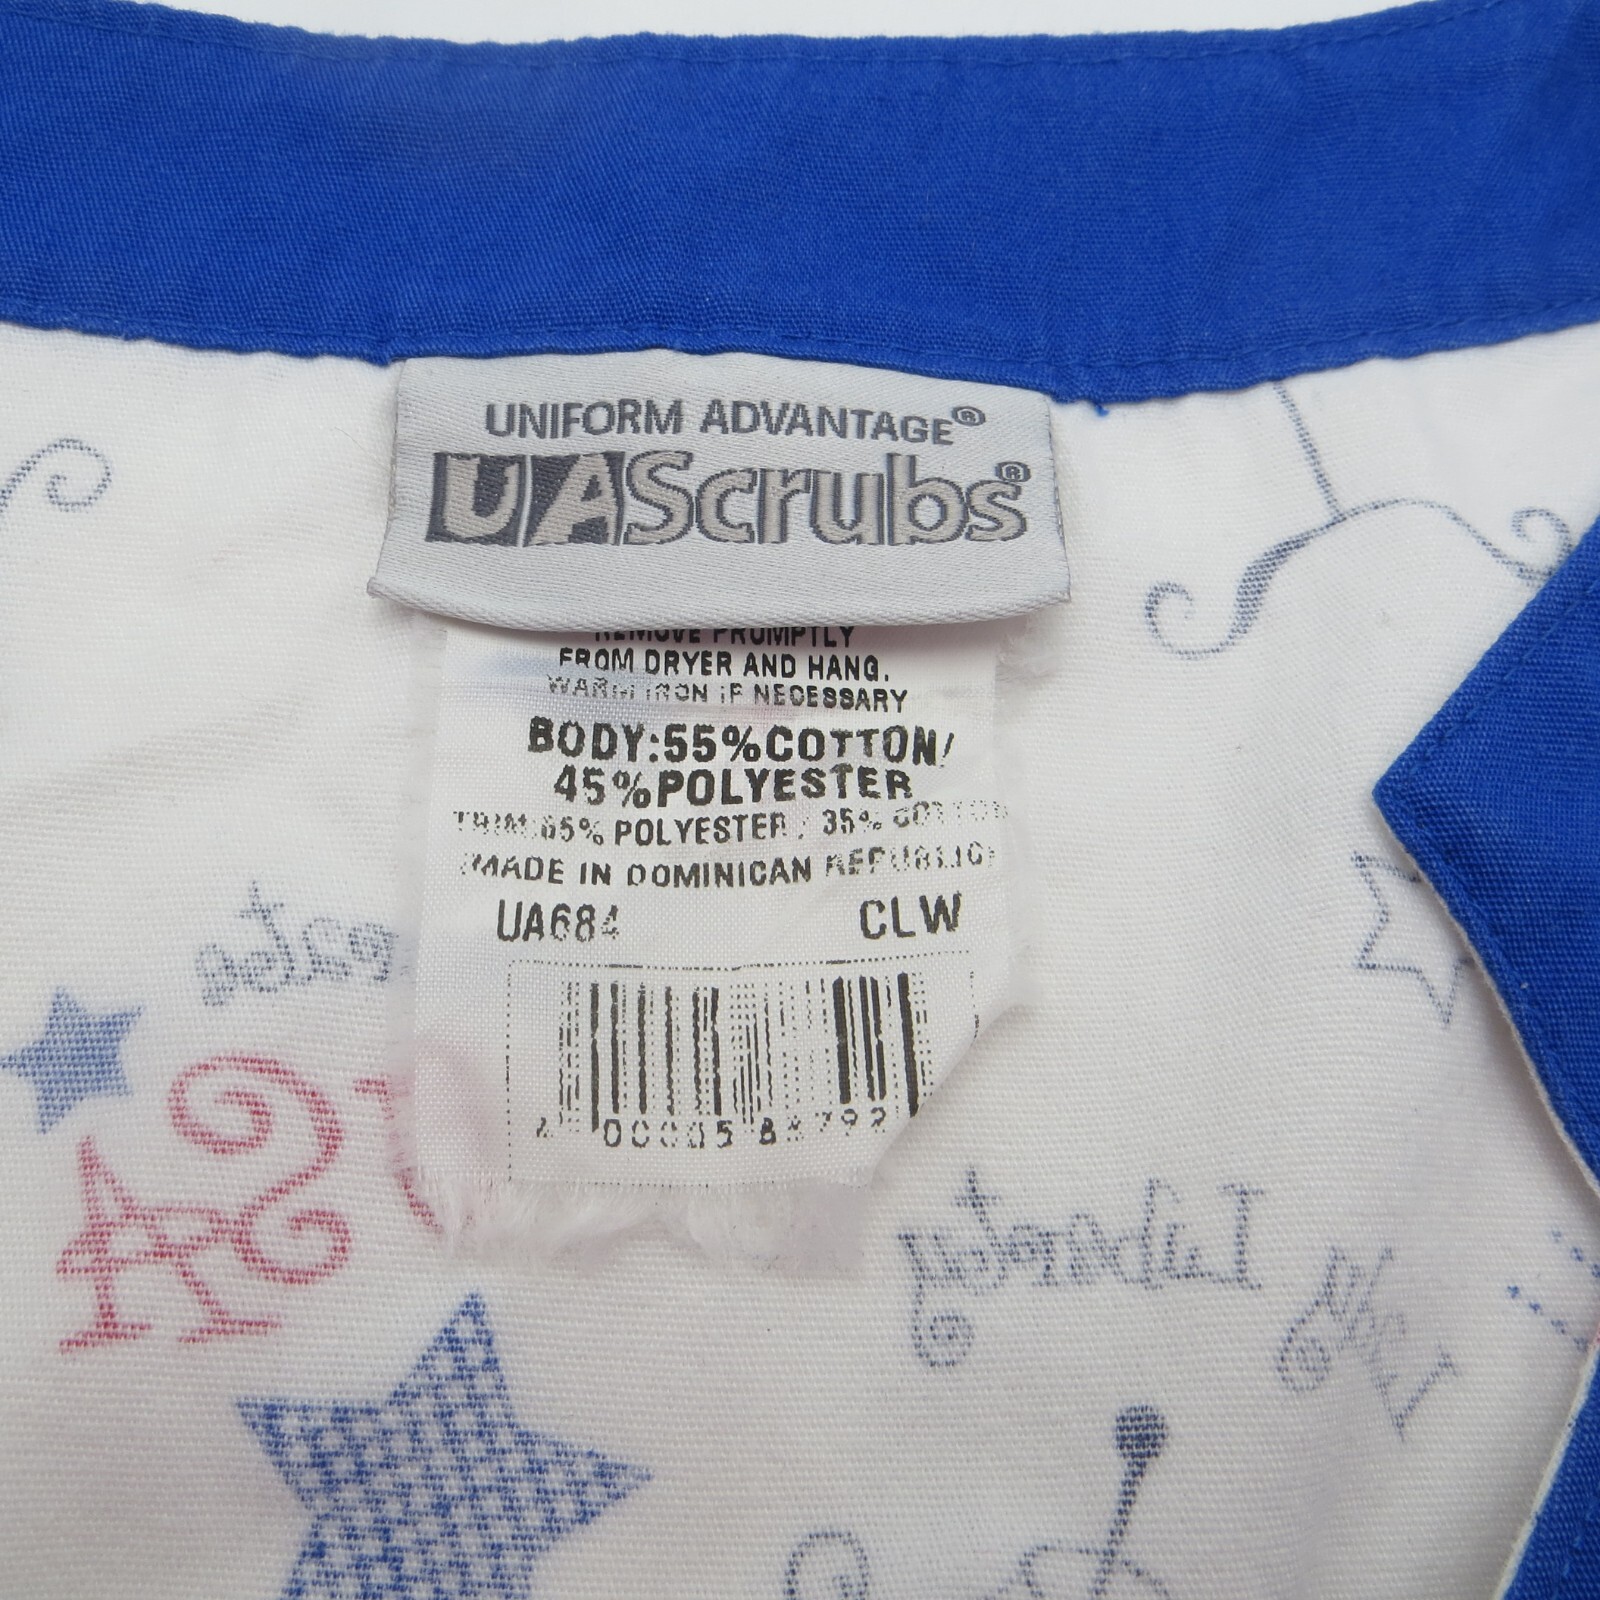 UNIFORM ADVANTAGE®
UAScrubs®
REMOVE PROMPTLY
FROM DRYER AND HANG.
WARM IRON IF NECESSARY
BODY:55%COTTON/
45%POLYESTER
TRIM:65% POLYESTER / 35% COTTON
MADE IN DOMINICAN REPUBLIC
UA684 CLW
Liberty